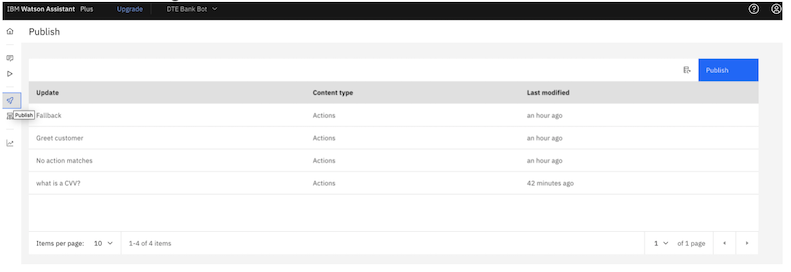 IBM Watson Assistant Plus Upgrade DTE Bank Bot
Publish
Publish
Update Content type Last modified
Publish
Fallback Actions an hour ago
Greet customer Actions an hour ago
No action matches Actions an hour ago
what is a CVV? Actions 42 minutes ago
Items per page: 10 1-4 of 4 items 1 of 1 page